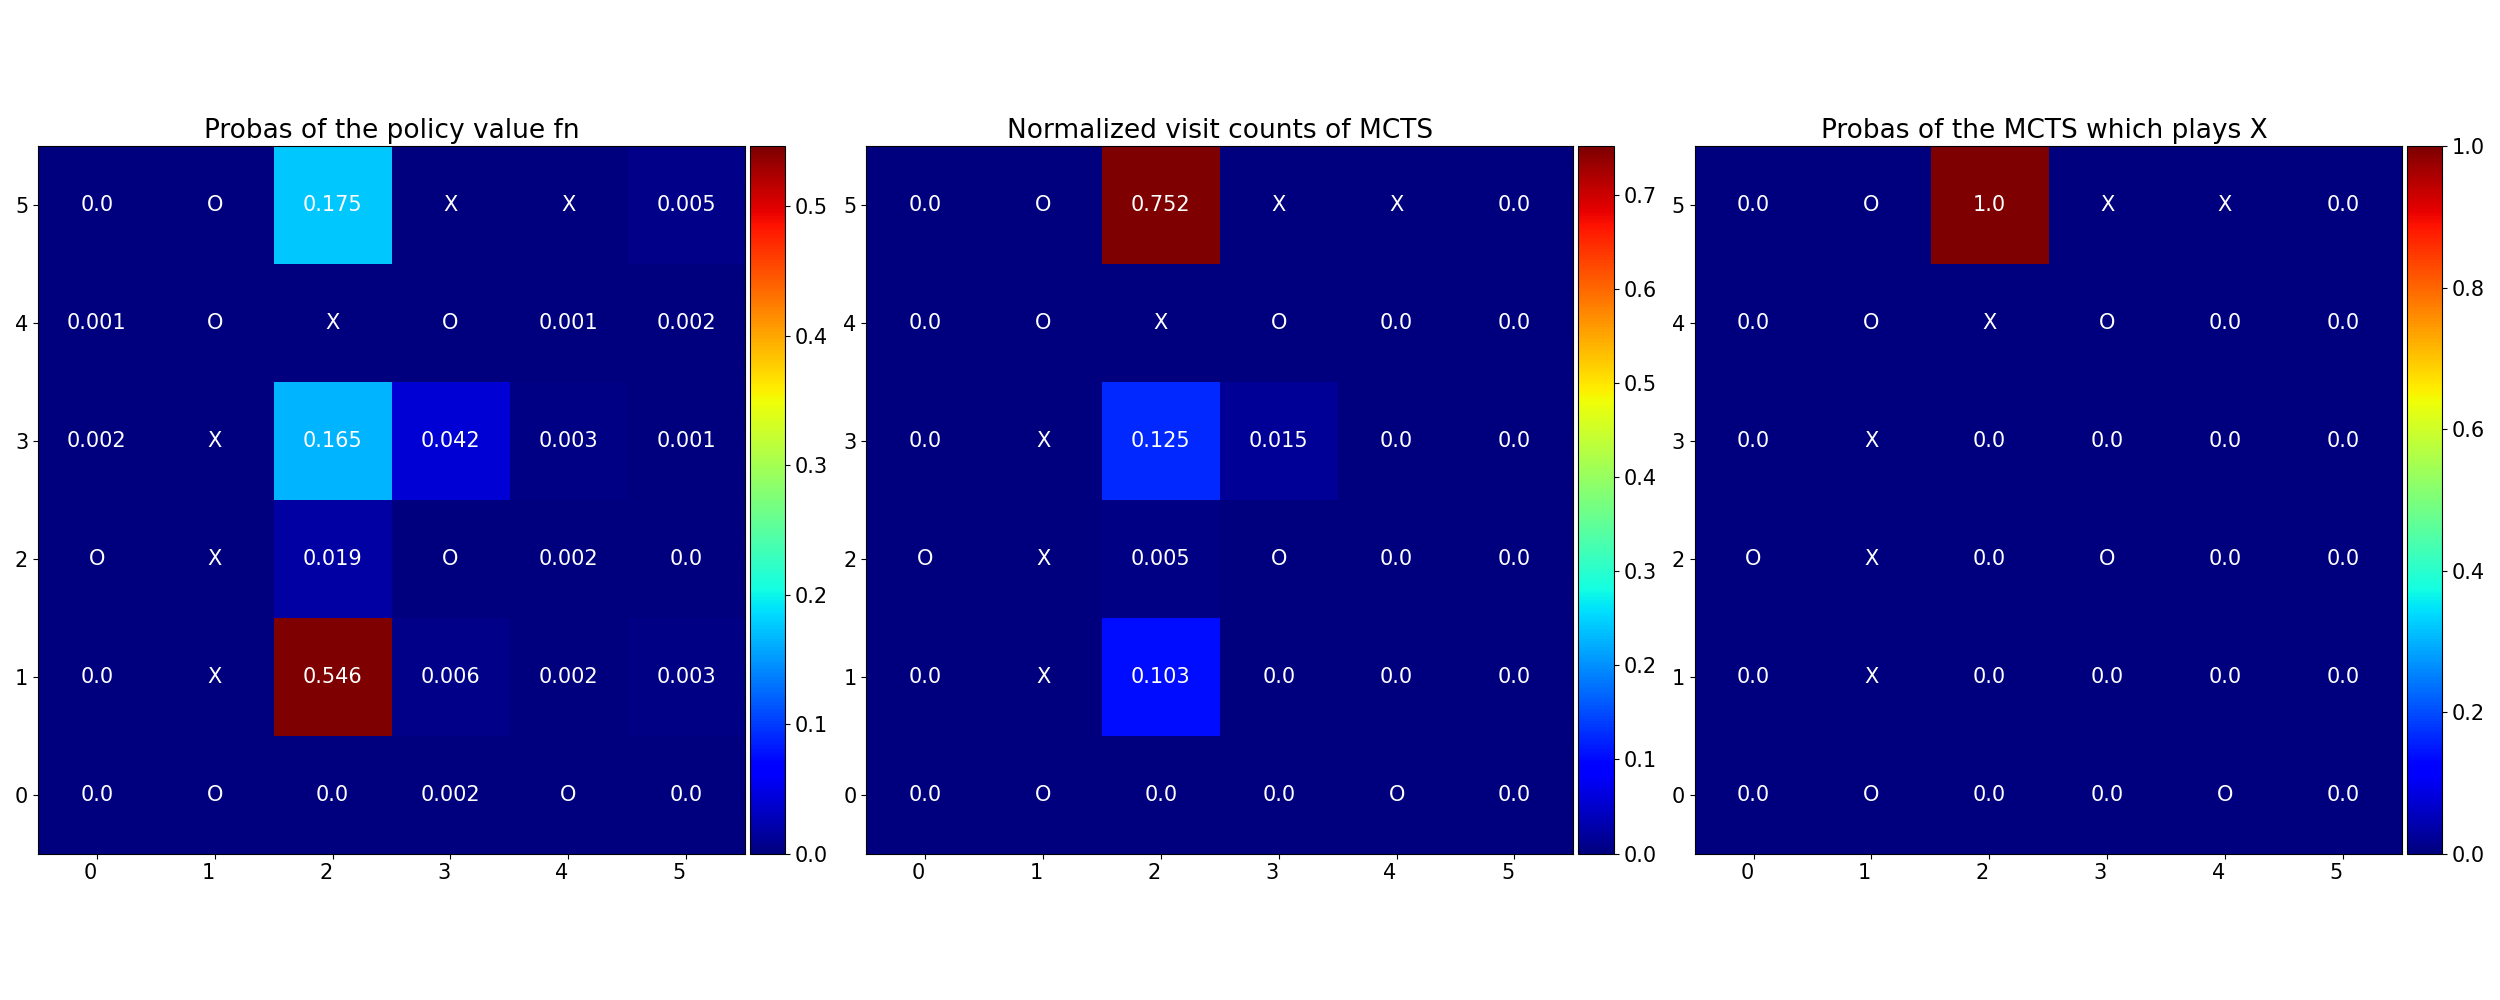 Probas of the policy value fn
5 0.0 O 0.175 X X 0.005
4 0.001 O X O 0.001 0.002
3 0.002 X 0.165 0.042 0.003 0.001
2 O X 0.019 O 0.002 0.0
1 0.0 X 0.546 0.006 0.002 0.003
0 0.0 O 0.0 0.002 O 0.0
0 1 2 3 4 5
0.5
0.4
0.3
0.2
0.1
0.0
Normalized visit counts of MCTS
5 0.0 O 0.752 X X 0.0
4 0.0 O X O 0.0 0.0
3 0.0 X 0.125 0.015 0.0 0.0
2 O X 0.005 O 0.0 0.0
1 0.0 X 0.103 0.0 0.0 0.0
0 0.0 O 0.0 0.0 O 0.0
0 1 2 3 4 5
0.7
0.6
0.5
0.4
0.3
0.2
0.1
0.0
Probas of the MCTS which plays X
5 0.0 O 1.0 X X 0.0
4 0.0 O X O 0.0 0.0
3 0.0 X 0.0 0.0 0.0 0.0
2 O X 0.0 O 0.0 0.0
1 0.0 X 0.0 0.0 0.0 0.0
0 0.0 O 0.0 0.0 O 0.0
0 1 2 3 4 5
1.0
0.8
0.6
0.4
0.2
0.0